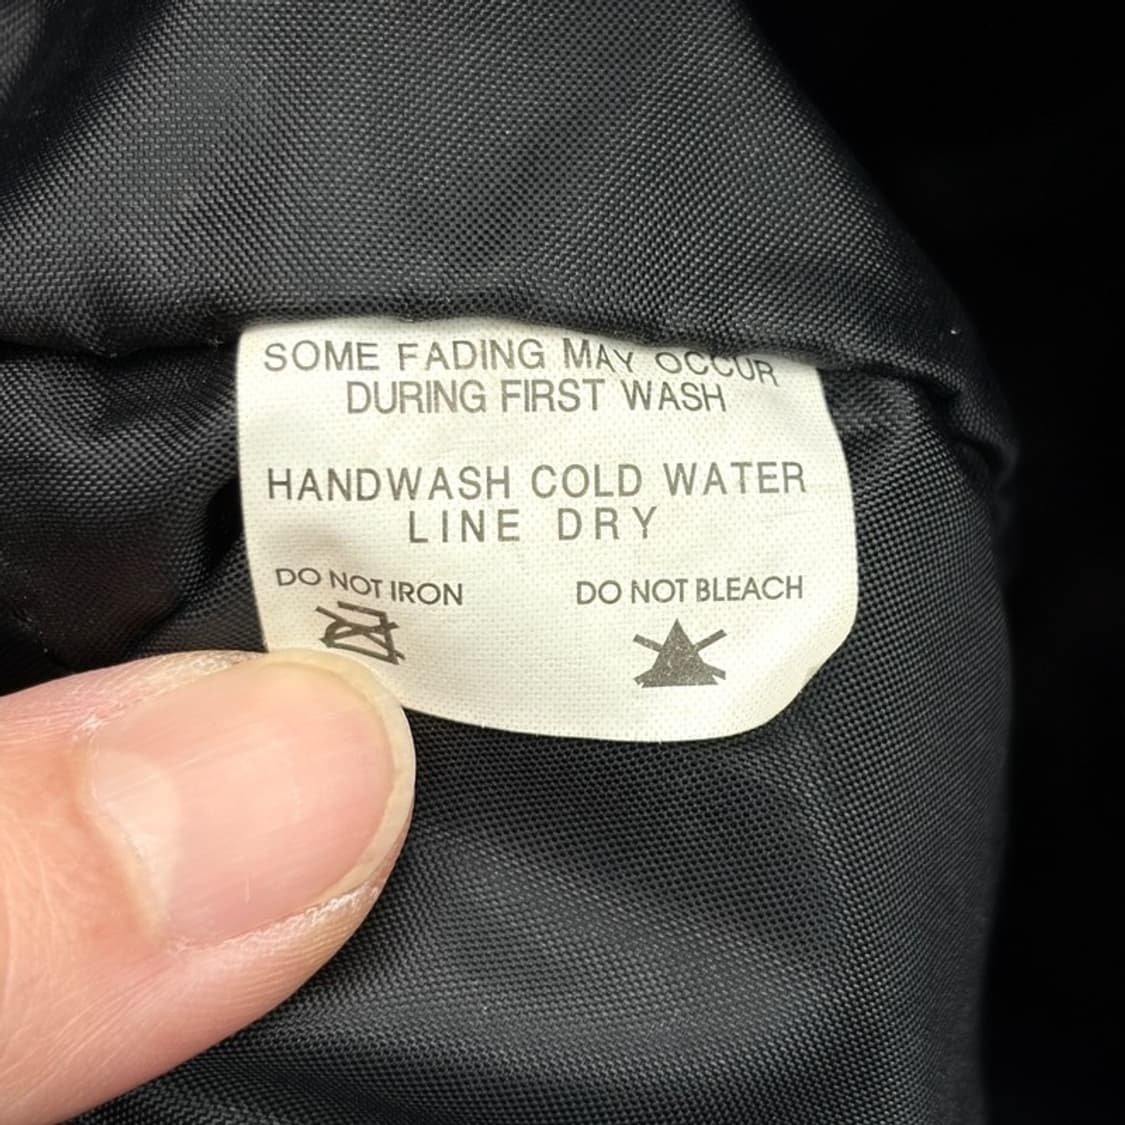 SOME FADING MAY OCCUR
DURING FIRST WASH
HANDWASH COLD WATER
LINE DRY
DO NOT IRON
DO NOT BLEACH